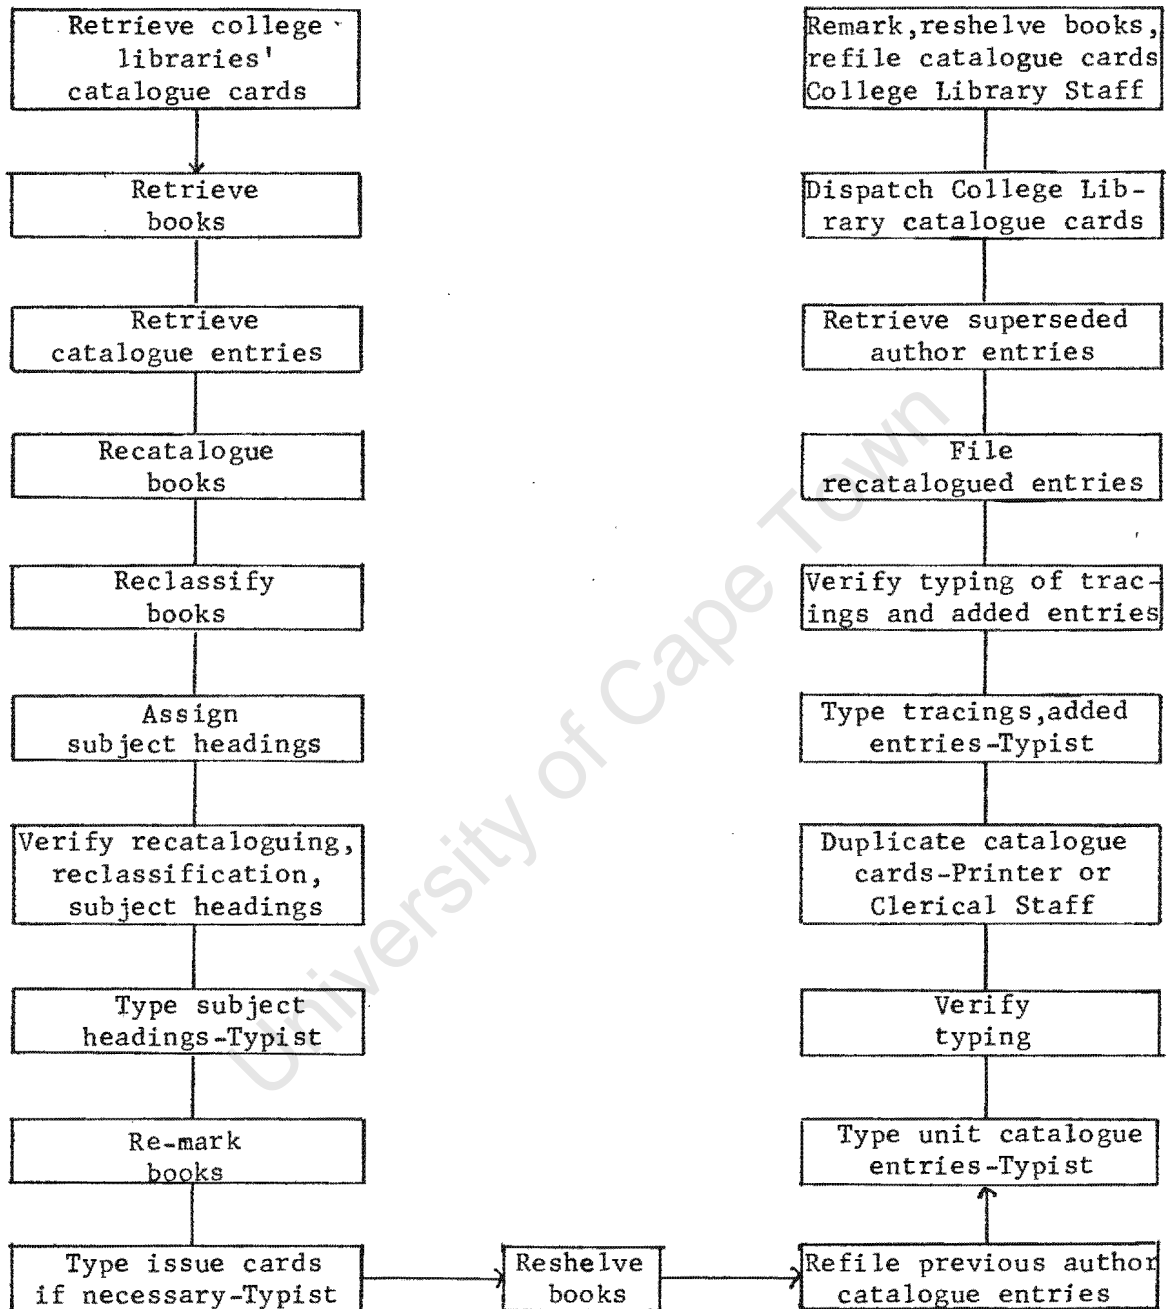 Retrieve college
libraries'
catalogue cards
Retrieve
books
Retrieve
catalogue entries
Recatalogue
books
Reclassify
books
Assign
subject headings
Verify recataloguing,
reclassification,
subject headings
Type subject
headings-Typist
Re-mark
books
Type issue cards
if necessary-Typist
Reshelve
books
Refile previous author
catalogue entries
Type unit catalogue
entries-Typist
Verify
typing
Duplicate catalogue
cards-Printer or
Clerical Staff
Type tracings,added
entries-Typist
Verify typing of trac-
ings and added entries
File
recatalogued entries
Retrieve superseded
author entries
Dispatch College Lib-
rary catalogue cards
Remark,reshelve books,
refile catalogue cards
College Library Staff
University of Cape Town